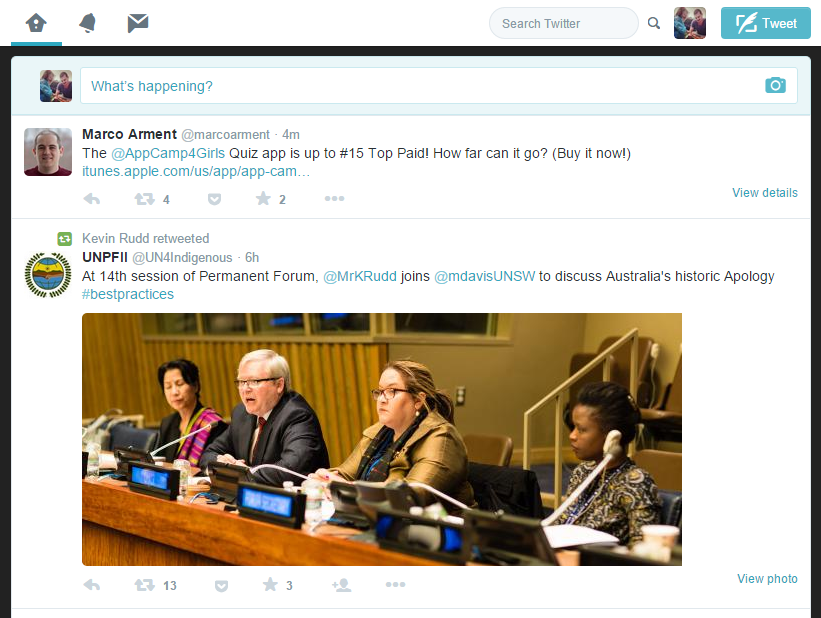 Search Twitter
Tweet
What's happening?
Marco Arment @marcoarment · 4m
The @AppCamp4Girls Quiz app is up to #15 Top Paid! How far can it go? (Buy it now!)
itunes.apple.com/us/app/app-cam…
4
2
View details
Kevin Rudd retweeted
UNPFII @UN4Indigenous · 6h
At 14th session of Permanent Forum, @MrKRudd joins @mdavisUNSW to discuss Australia's historic Apology
#bestpractices
13
3
View photo